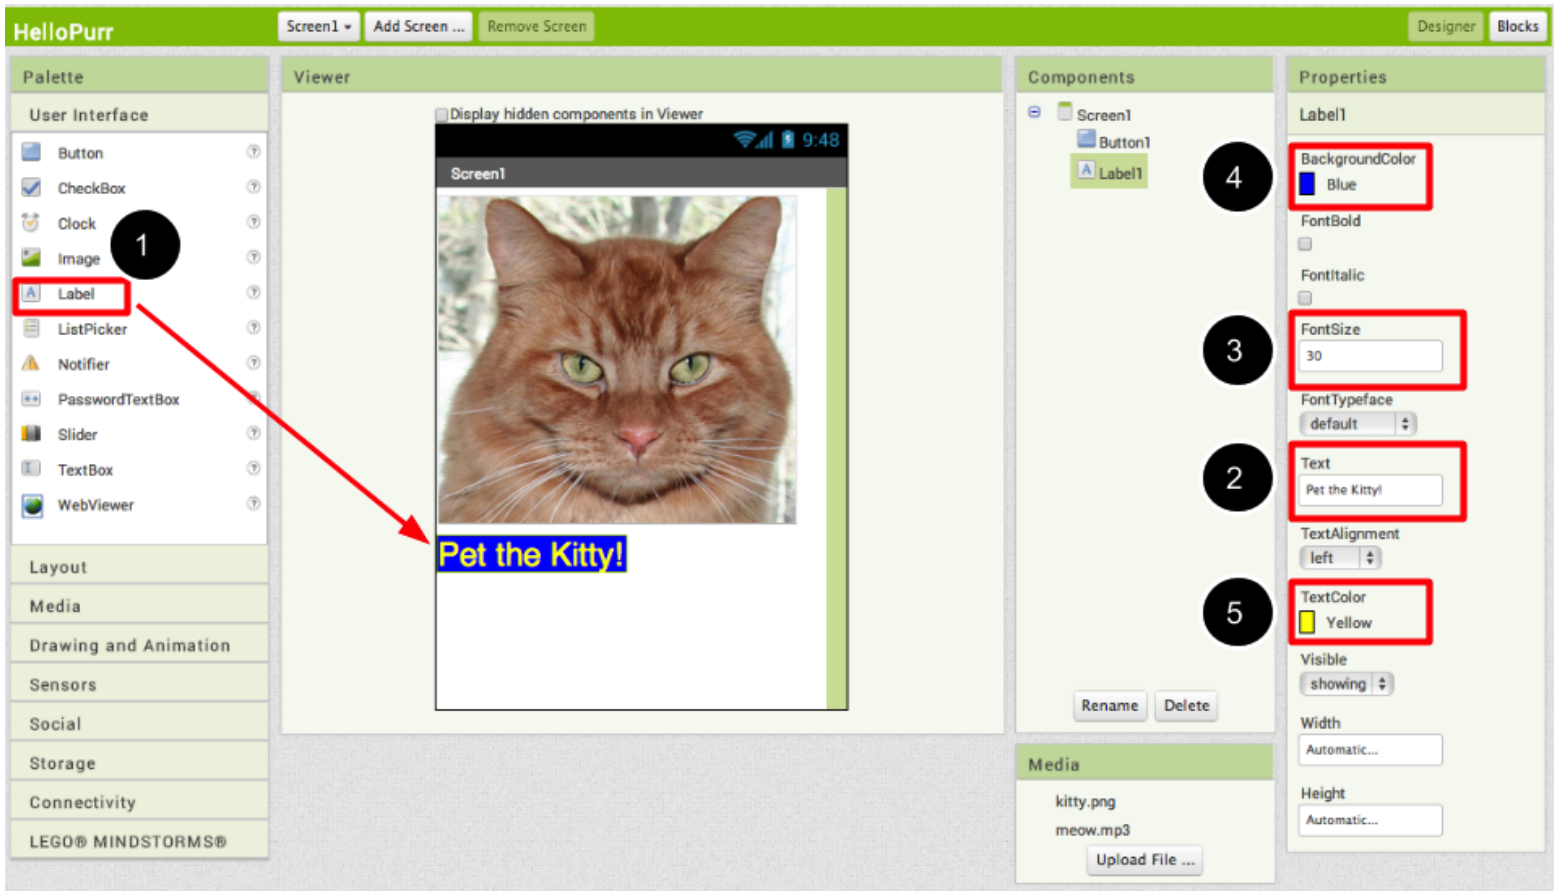 HelloPurr
Screen1
Add Screen ...
Remove Screen
Designer
Blocks
Palette
User Interface
Button
CheckBox
Clock
1
Image
Label
ListPicker
Notifier
PasswordTextBox
Slider
TextBox
WebViewer
Layout
Media
Drawing and Animation
Sensors
Social
Storage
Connectivity
LEGO® MINDSTORMS®
Viewer
Display hidden components in Viewer
9:48
Screen1
Pet the Kitty!
Components
Screen1
Button1
Label1
Rename
Delete
Media
kitty.png
meow.mp3
Upload File ...
Properties
Label1
4
BackgroundColor
Blue
FontBold
FontItalic
3
FontSize
30
FontTypeface
default
2
Text
Pet the Kitty!
TextAlignment
left
5
TextColor
Yellow
Visible
showing
Width
Automatic...
Height
Automatic...